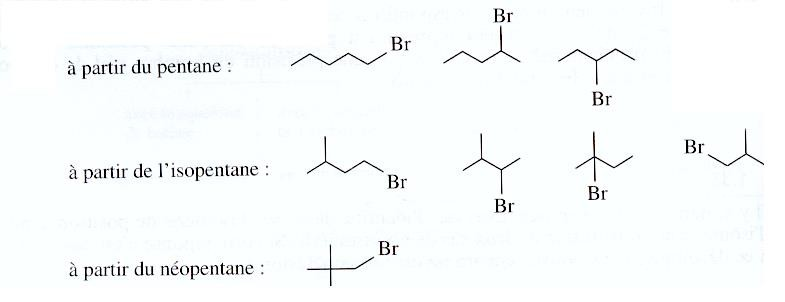 Br
à partir du pentane :
Br
Br
à partir de l'isopentane :
Br
Br
Br
Br
à partir du néopentane :
Br